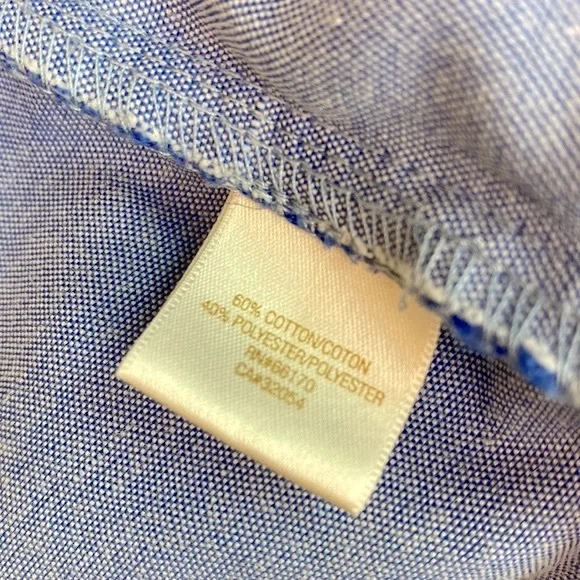 60% COTTON/COTON
40% POLYESTER/POLYESTER
RN#66170
CA#32054